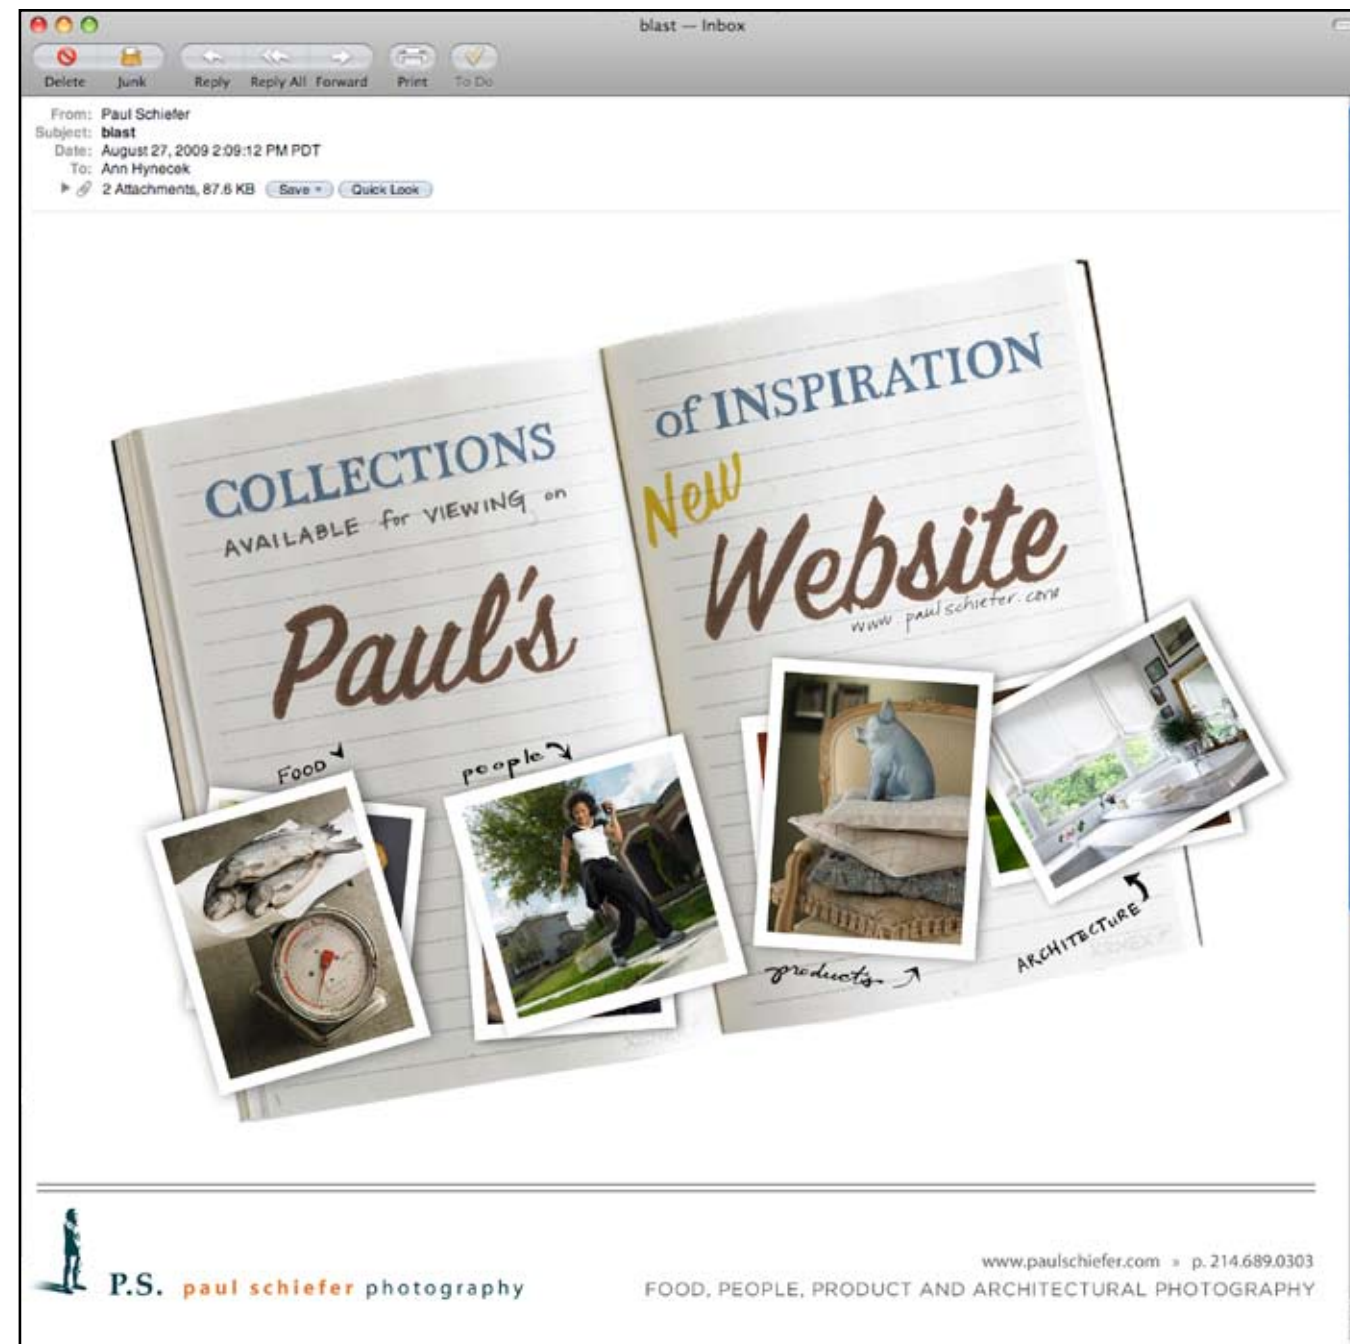 blast — Inbox
Delete Junk Reply Reply All Forward Print To Do
From: Paul Schiefer
Subject: blast
Date: August 27, 2009 2:09:12 PM PDT
To: Ann Hynecek
2 Attachments, 87.6 KB Save Quick Look
COLLECTIONS
AVAILABLE for VIEWING on
Paul's
of INSPIRATION
New
Website
www.paulschiefer.com
FOOD
people
products
ARCHITECTURE
P.S. paul schiefer photography
www.paulschiefer.com » p. 214.689.0303
FOOD, PEOPLE, PRODUCT AND ARCHITECTURAL PHOTOGRAPHY